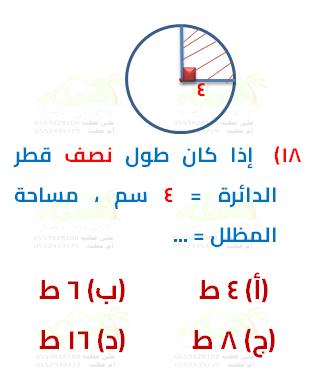 ٤
١٨) إذا كان طول نصف قطر
الدائرة = ٤ سم ، مساحة
المظلل = ...
(أ) ٤ ط (ب) ٦ ط
(ج) ٨ ط (د) ١٦ ط